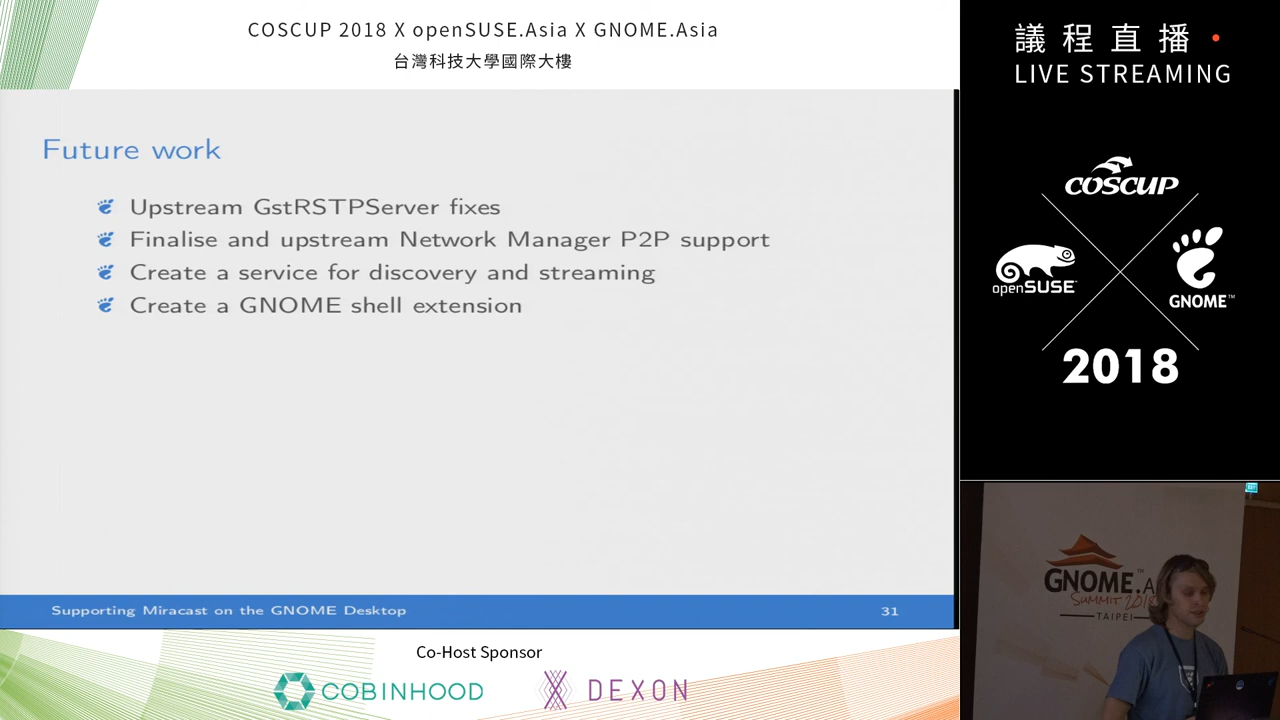 COSCUP 2018 X openSUSE.Asia X GNOME.Asia
台灣科技大學國際大樓
Future work
Upstream GstRSTPServer fixes
Finalise and upstream Network Manager P2P support
Create a service for discovery and streaming
Create a GNOME shell extension
Supporting Miracast on the GNOME Desktop
31
Co-Host Sponsor
COBINHOOD
DEXON
議程直播
LIVE STREAMING
COSCUP
openSUSE
GNOME™
2018
GNOME.A
Summit 2018
TAIPEI